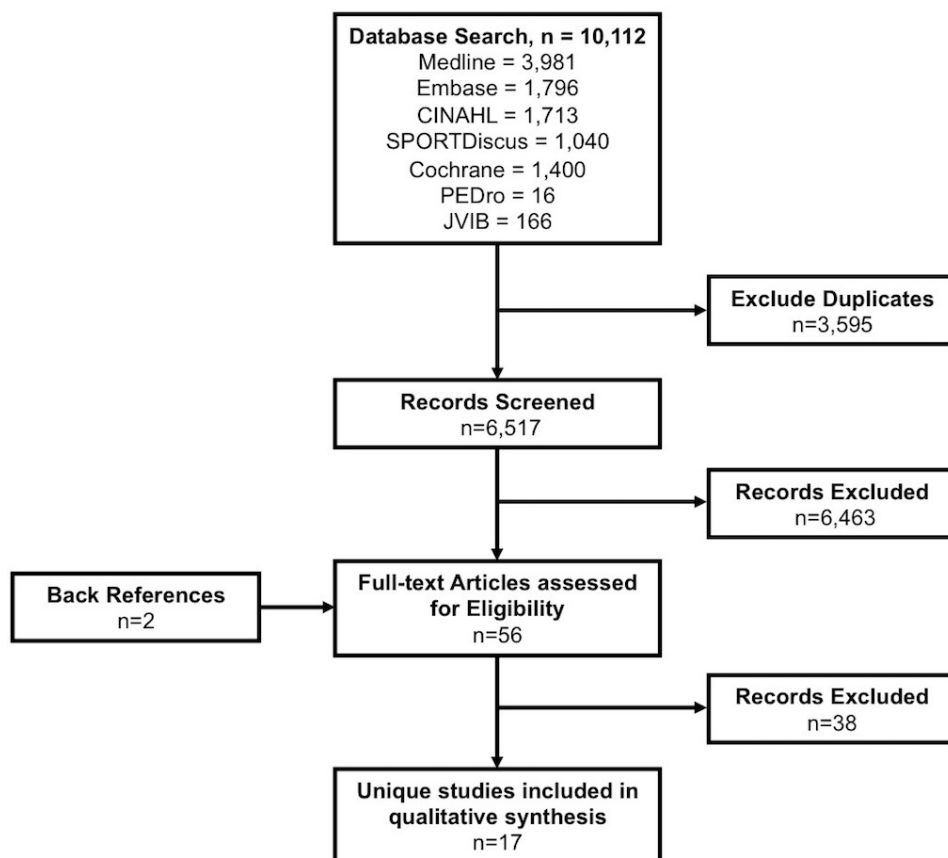 Database Search, n = 10,112
Medline = 3,981
Embase = 1,796
CINAHL = 1,713
SPORTDiscus = 1,040
Cochrane = 1,400
PEDro = 16
JVIB = 166
Exclude Duplicates
n=3,595
Records Screened
n=6,517
Records Excluded
n=6,463
Back References
n=2
Full-text Articles assessed
for Eligibility
n=56
Records Excluded
n=38
Unique studies included in
qualitative synthesis
n=17